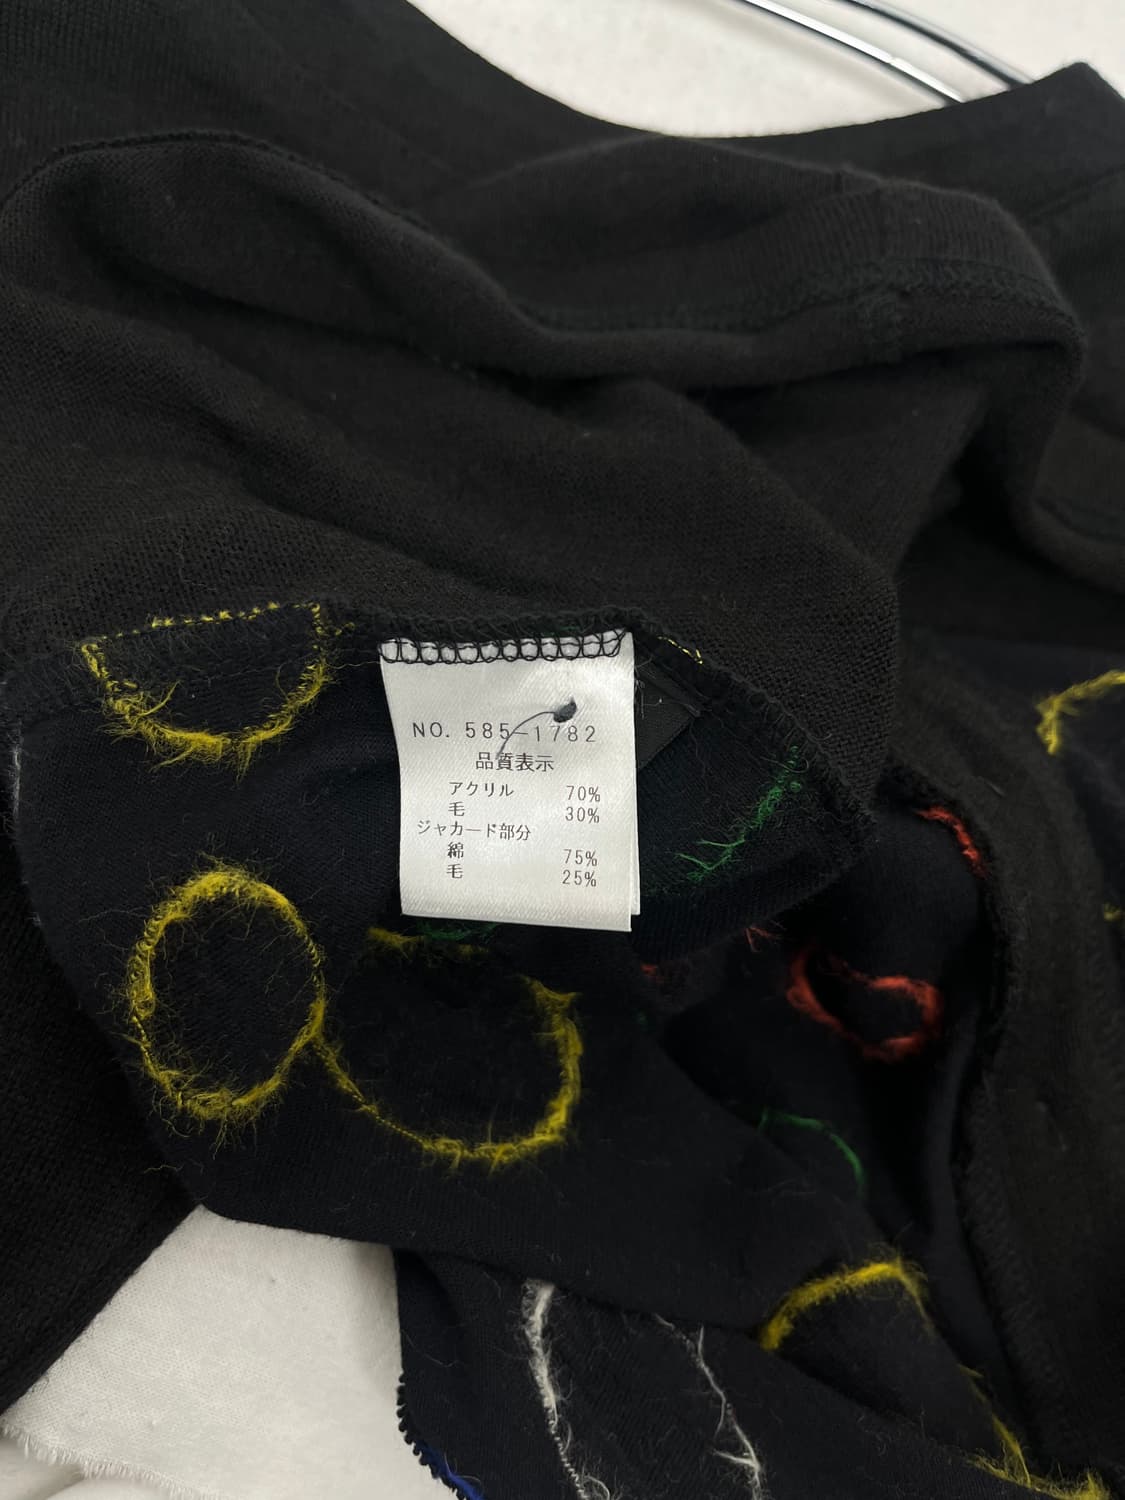 NO. 585-1782
品質表示
アクリル 70%
毛 30%
ジャカード部分
綿 75%
毛 25%